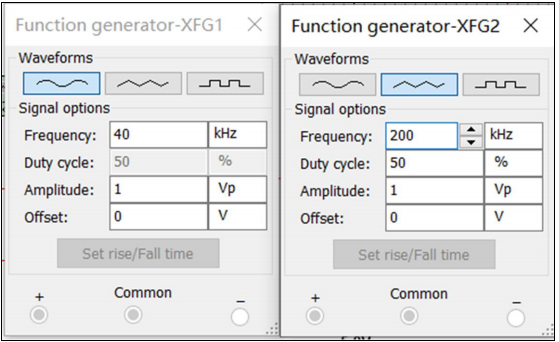 Function generator-XFG1
Waveforms
Signal options
Frequency: 40 kHz
Duty cycle: 50 %
Amplitude: 1 Vp
Offset: 0 V
Set rise/Fall time
+ Common −
Function generator-XFG2
Waveforms
Signal options
Frequency: 200 kHz
Duty cycle: 50 %
Amplitude: 1 Vp
Offset: 0 V
Set rise/Fall time
+ Common −